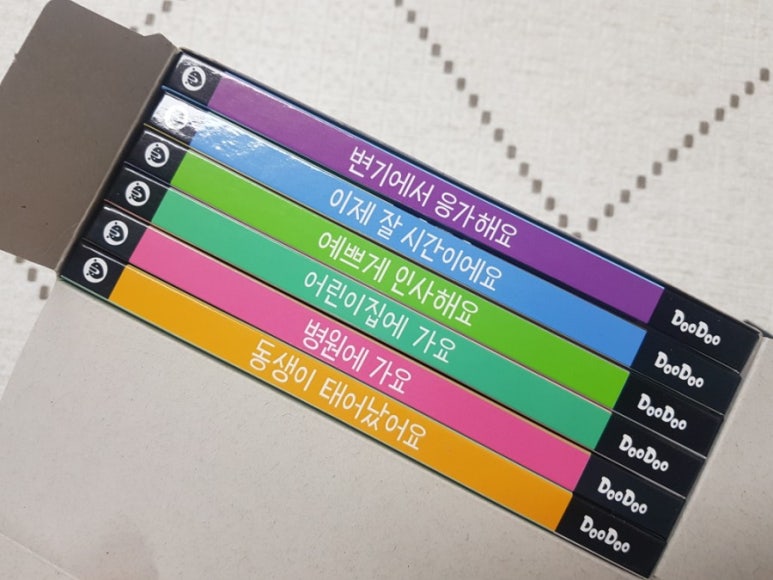 변기에서 응가해요
DooDoo
이제 잘 시간이에요
DooDoo
예쁘게 인사해요
DooDoo
어린이집에 가요
DooDoo
병원에 가요
DooDoo
동생이 태어났어요
DooDoo